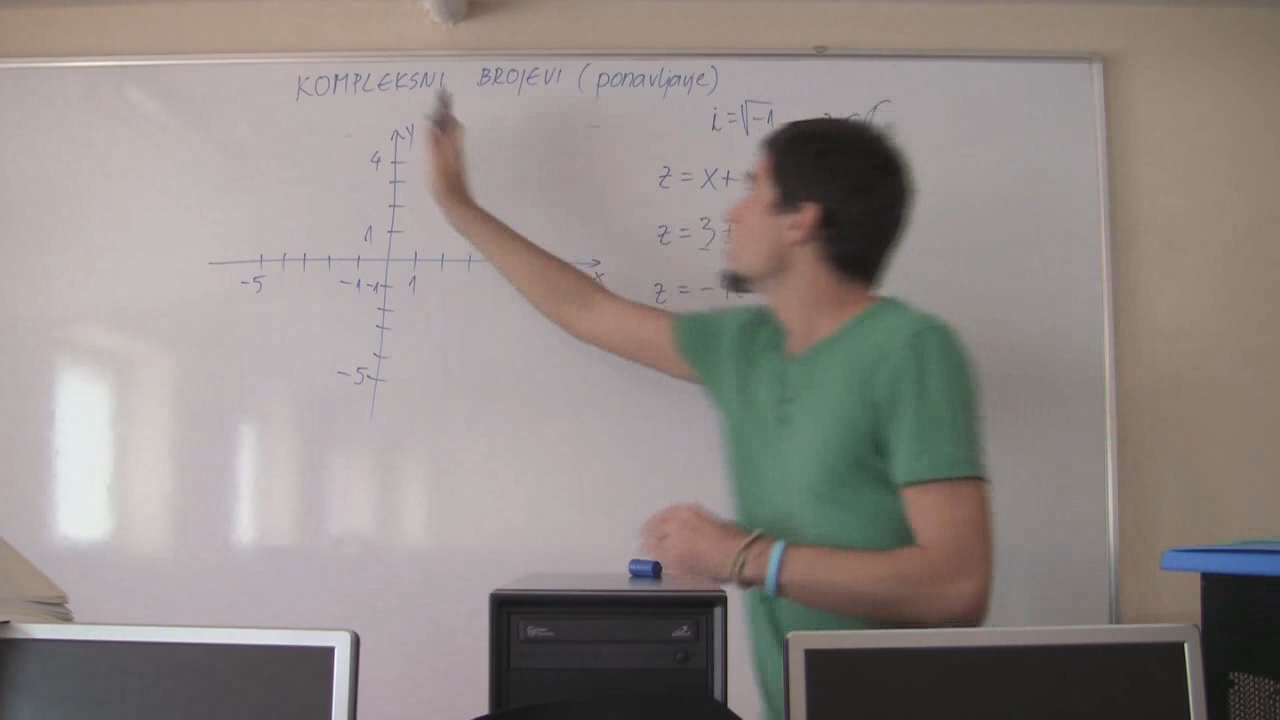 KOMPLEKSNI BROJEVI (ponavljanje)
i = √-1
y
4
z = x +
1
z = 3 +
x
-5
-1
-1
1
z = -
-5